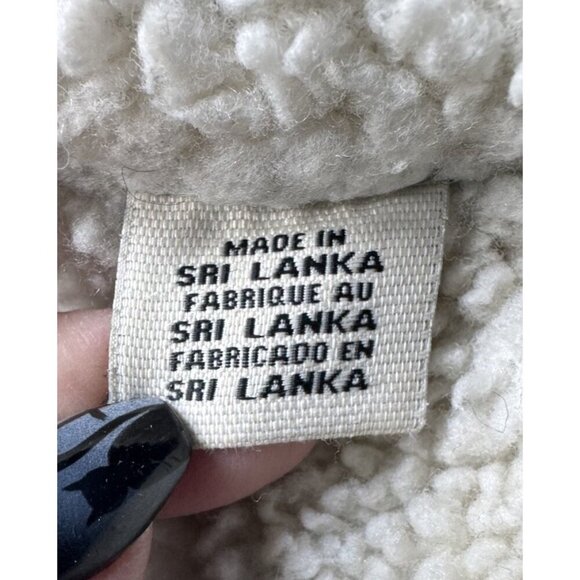 MADE IN
SRI LANKA
FABRIQUE AU
SRI LANKA
FABRICADO EN
SRI LANKA